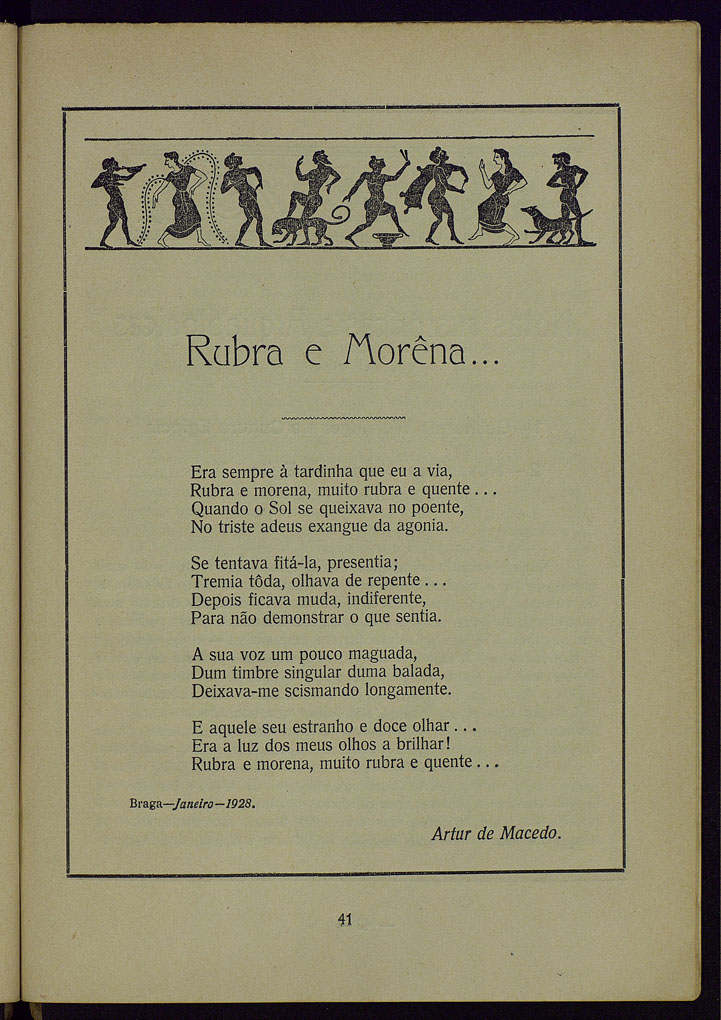 Rubra e Morêna...
Era sempre à tardinha que eu a via,
Rubra e morena, muito rubra e quente...
Quando o Sol se queixava no poente,
No triste adeus exangue da agonia.
Se tentava fitá-la, presentia;
Tremia tôda, olhava de repente...
Depois ficava muda, indiferente,
Para não demonstrar o que sentia.
A sua voz um pouco maguada,
Dum timbre singular duma balada,
Deixava-me scismando longamente.
E aquele seu estranho e doce olhar...
Era a luz dos meus olhos a brilhar!
Rubra e morena, muito rubra e quente...
Braga—Janeiro—1928.
Artur de Macedo.
41